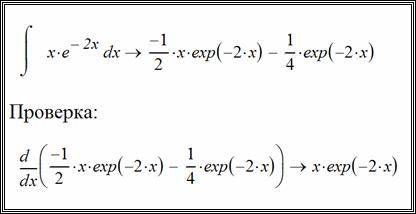 ∫ x·e^(− 2x) dx → (−1/2)·x·exp(−2·x) − (1/4)·exp(−2·x)
Проверка:
d/dx((−1/2)·x·exp(−2·x) − (1/4)·exp(−2·x)) → x·exp(−2·x)